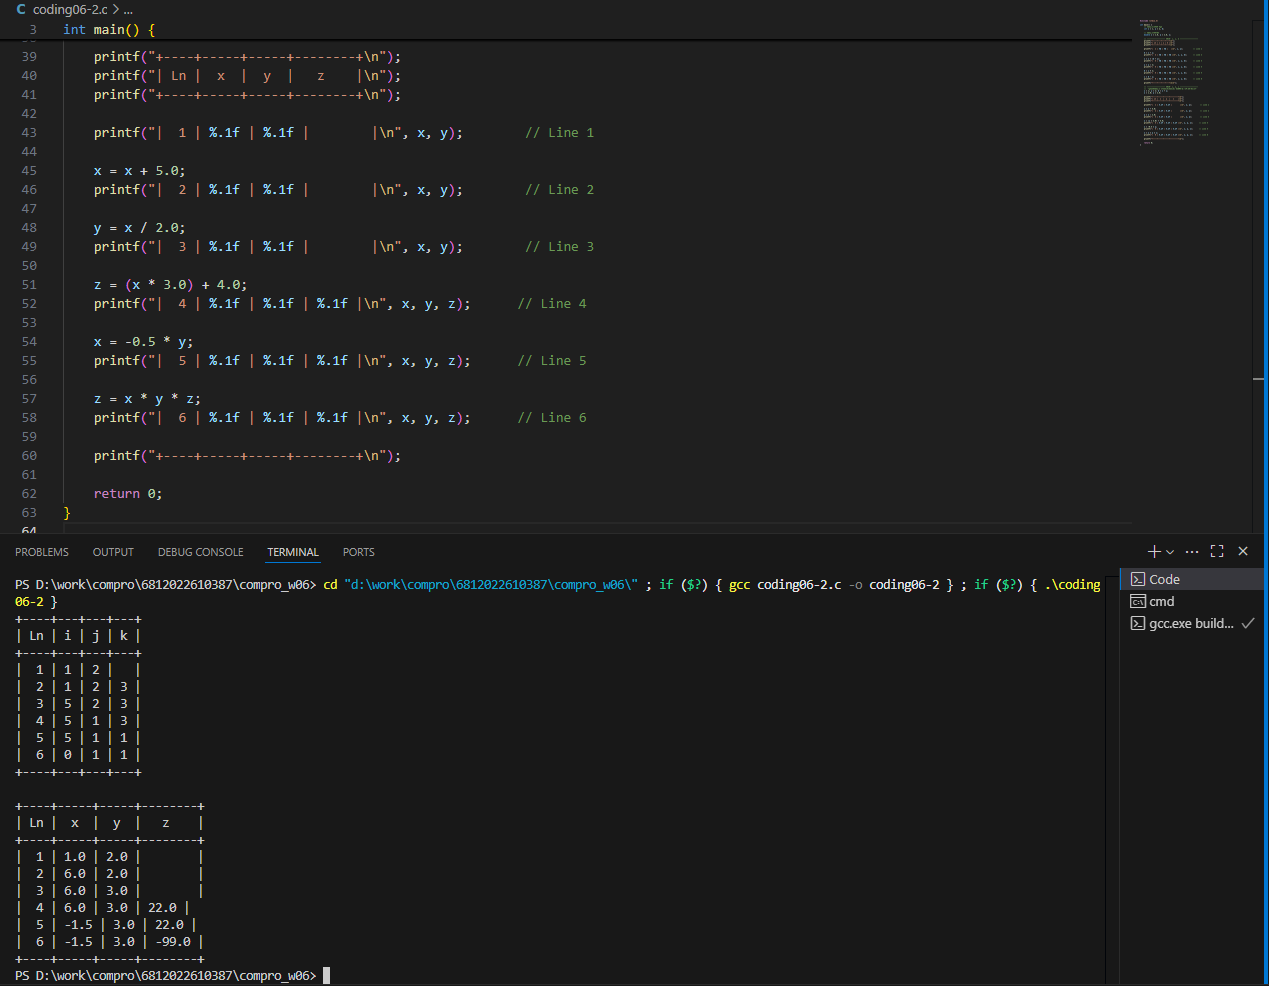 C coding06-2.c > ...
3 int main() {
39 printf("+----+-----+-----+--------+\n");
40 printf("| Ln |  x  |  y  |   z    |\n");
41 printf("+----+-----+-----+--------+\n");
42
43 printf("|  1 | %.1f | %.1f |        |\n", x, y);        // Line 1
44
45 x = x + 5.0;
46 printf("|  2 | %.1f | %.1f |        |\n", x, y);        // Line 2
47
48 y = x / 2.0;
49 printf("|  3 | %.1f | %.1f |        |\n", x, y);        // Line 3
50
51 z = (x * 3.0) + 4.0;
52 printf("|  4 | %.1f | %.1f | %.1f |\n", x, y, z);      // Line 4
53
54 x = -0.5 * y;
55 printf("|  5 | %.1f | %.1f | %.1f |\n", x, y, z);      // Line 5
56
57 z = x * y * z;
58 printf("|  6 | %.1f | %.1f | %.1f |\n", x, y, z);      // Line 6
59
60 printf("+----+-----+-----+--------+\n");
61
62 return 0;
63 }
64
PROBLEMS OUTPUT DEBUG CONSOLE TERMINAL PORTS
PS D:\work\compro\6812022610387\compro_w06> cd "d:\work\compro\6812022610387\compro_w06\" ; if ($?) { gcc coding06-2.c -o coding06-2 } ; if ($?) { .\coding
06-2 }
+----+---+---+---+
| Ln | i | j | k |
+----+---+---+---+
|  1 | 1 | 2 |   |
|  2 | 1 | 2 | 3 |
|  3 | 5 | 2 | 3 |
|  4 | 5 | 1 | 3 |
|  5 | 5 | 1 | 1 |
|  6 | 0 | 1 | 1 |
+----+---+---+---+
+----+-----+-----+--------+
| Ln |  x  |  y  |   z    |
+----+-----+-----+--------+
|  1 | 1.0 | 2.0 |        |
|  2 | 6.0 | 2.0 |        |
|  3 | 6.0 | 3.0 |        |
|  4 | 6.0 | 3.0 | 22.0 |
|  5 | -1.5 | 3.0 | 22.0 |
|  6 | -1.5 | 3.0 | -99.0 |
+----+-----+-----+--------+
PS D:\work\compro\6812022610387\compro_w06>
Code
cmd
gcc.exe build...